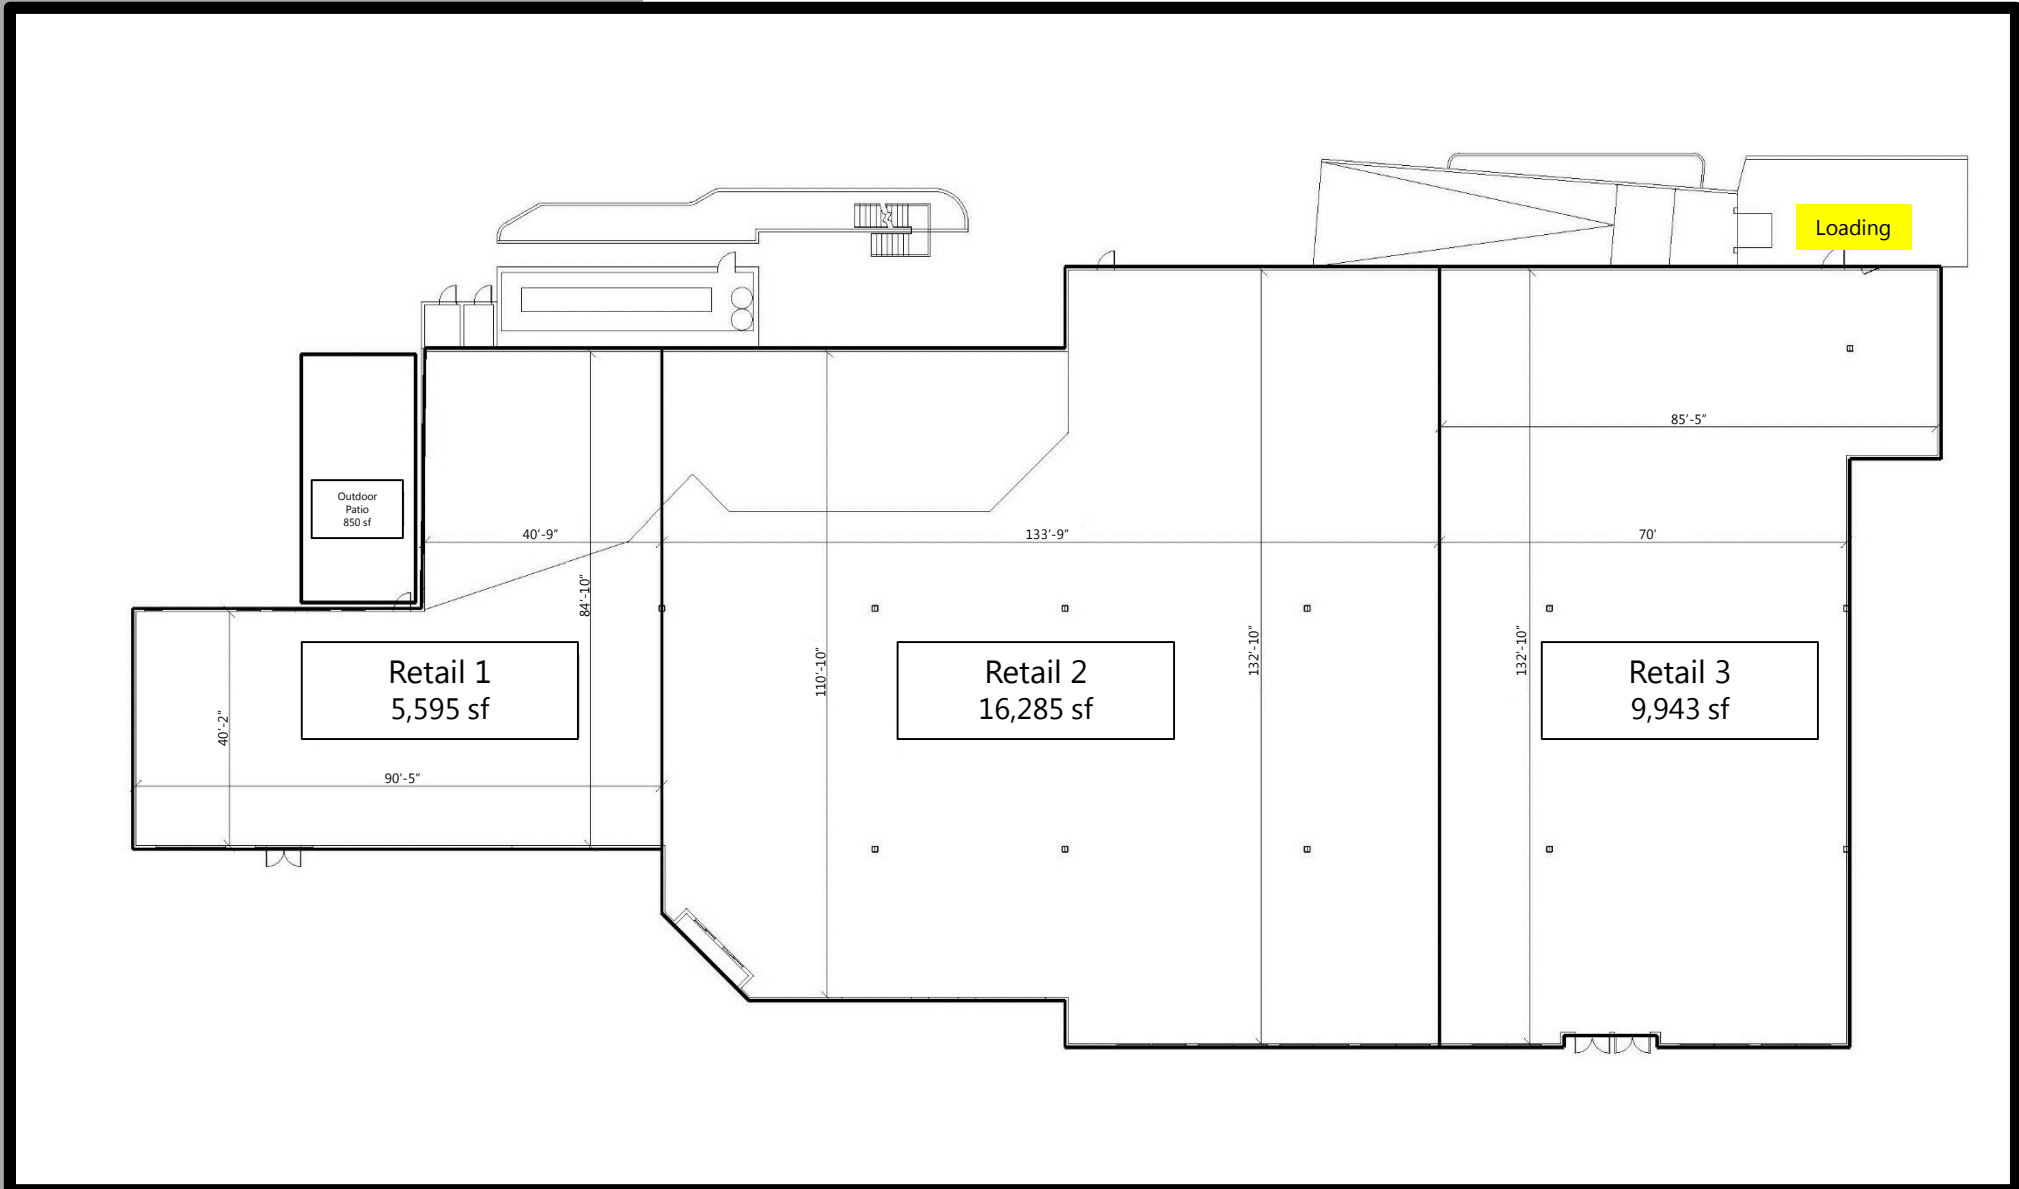 Loading
85'-5"
Outdoor
Patio
850 sf
40'-9"
133'-9"
70'
84'-10"
110'-10"
132'-10"
132'-10"
Retail 1
5,595 sf
Retail 2
16,285 sf
Retail 3
9,943 sf
40'-2"
90'-5"